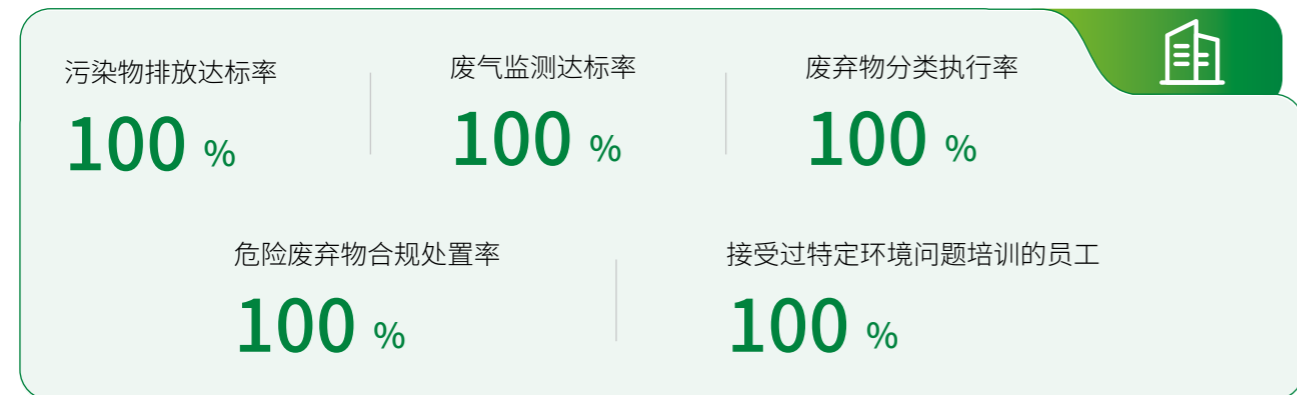 污染物排放达标率
废气监测达标率
废弃物分类执行率
100 %
100 %
100 %
危险废弃物合规处置率
接受过特定环境问题培训的员工
100 %
100 %